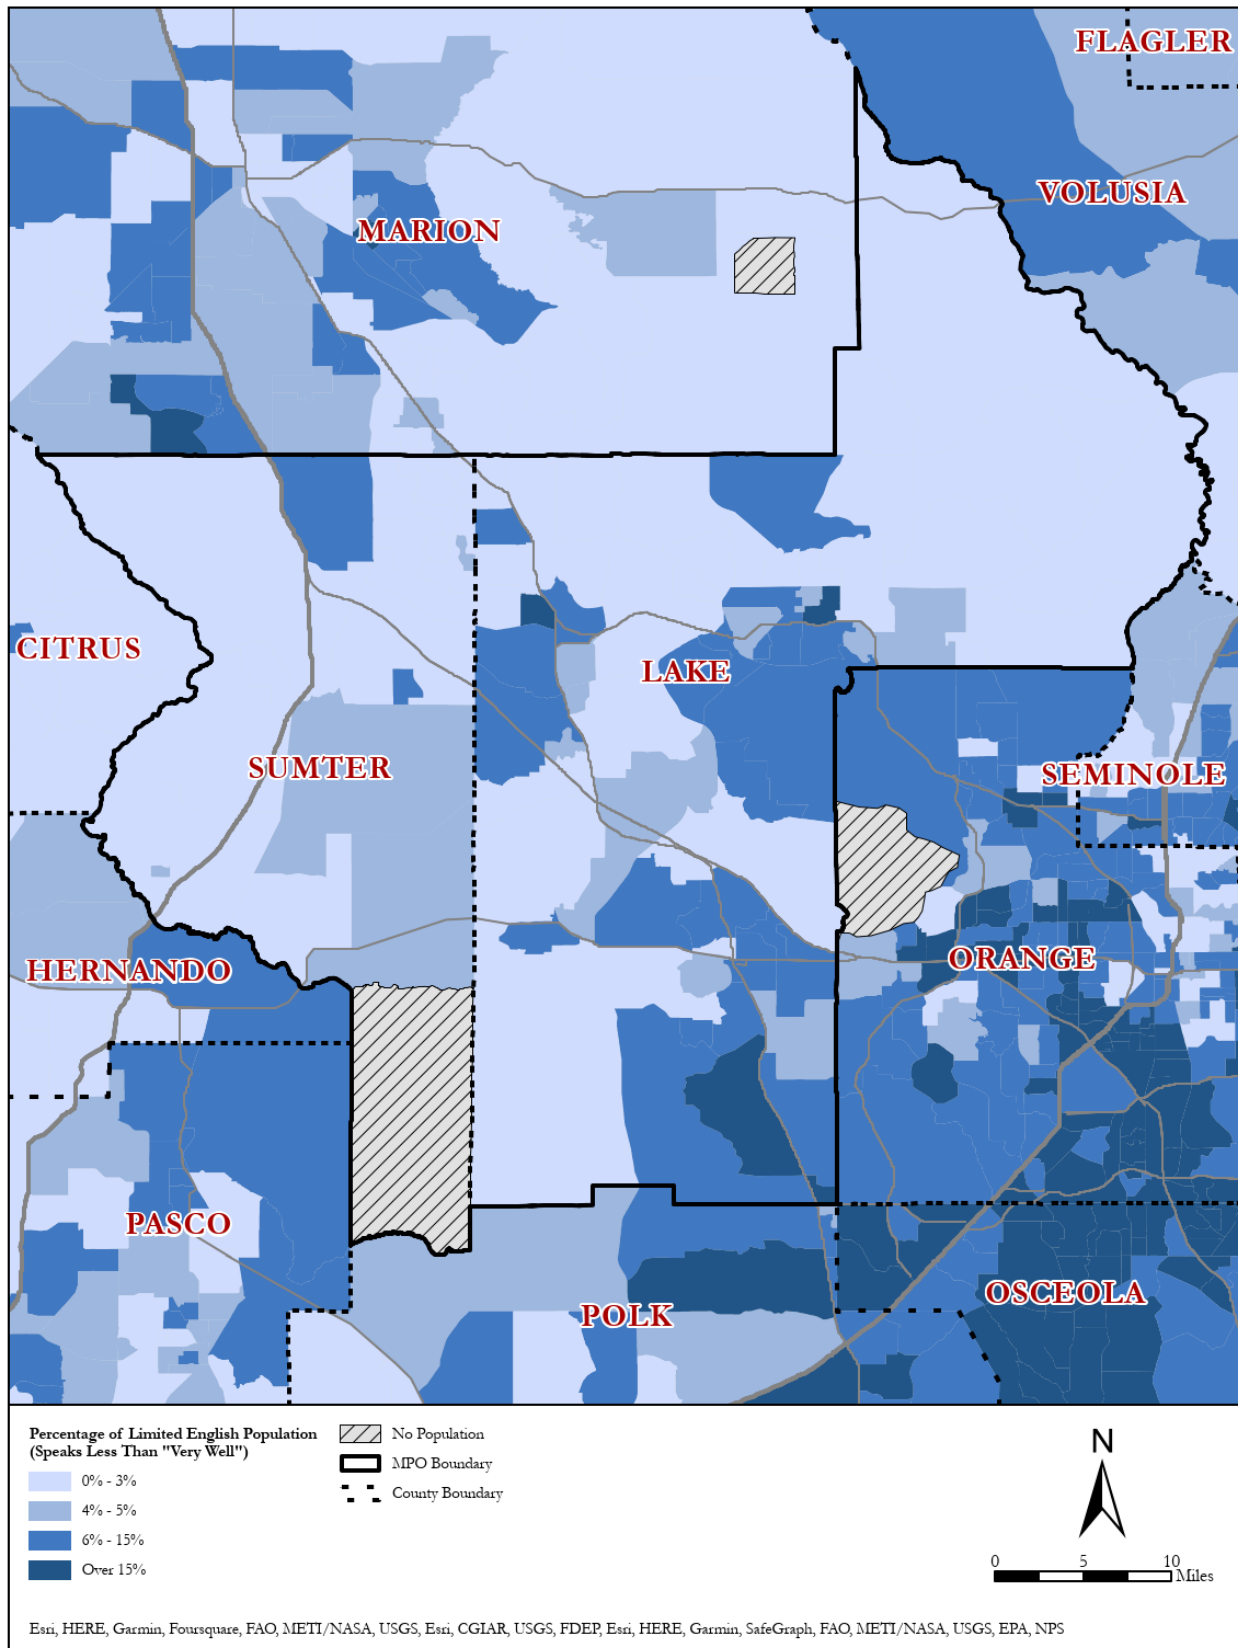 FLAGLER
VOLUSIA
MARION
CITRUS
LAKE
SUMTER
SEMINOLE
HERNANDO
ORANGE
PASCO
OSCEOLA
POLK
Percentage of Limited English Population
(Speaks Less Than "Very Well")
0% - 3%
4% - 5%
6% - 15%
Over 15%
No Population
MPO Boundary
County Boundary
N
0 5 10
Miles
Esri, HERE, Garmin, Foursquare, FAO, METI/NASA, USGS, Esri, CGIAR, USGS, FDEP, Esri, HERE, Garmin, SafeGraph, FAO, METI/NASA, USGS, EPA, NPS